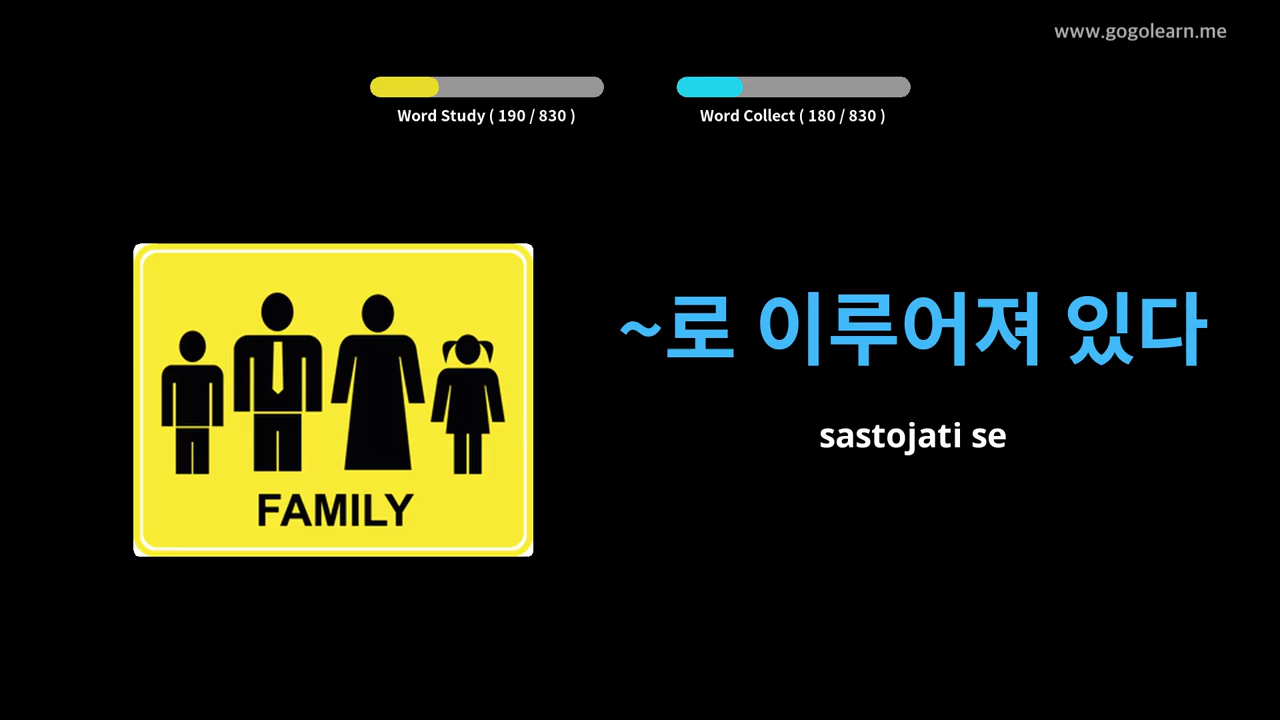 www.gogolearn.me
Word Study ( 190 / 830 )
Word Collect ( 180 / 830 )
~로 이루어져 있다
sastojati se
FAMILY